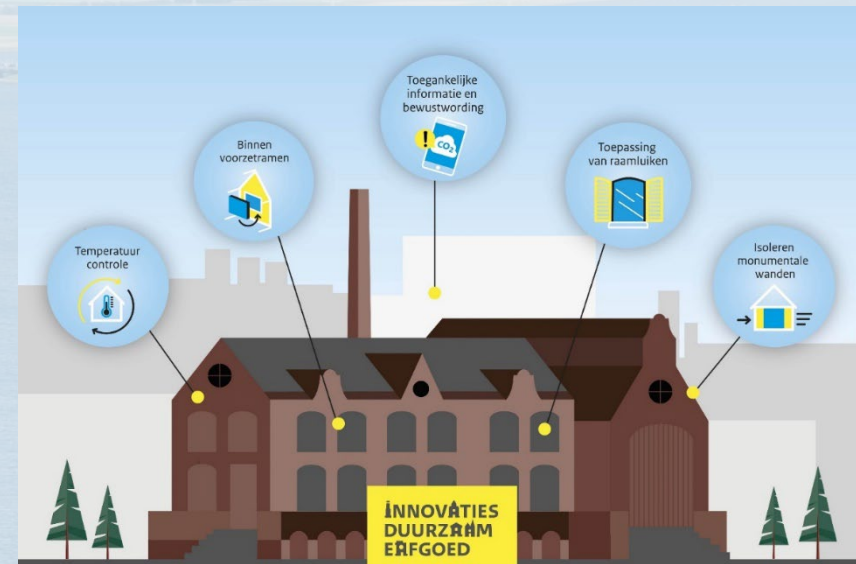 Toegankelijke
informatie en
bewustwording
!
CO₂
Binnen
voorzetramen
Toepassing
van raamluiken
Temperatuur
controle
Isoleren
monumentale
wanden
INNOVATIES
DUURZAAM
ERFGOED